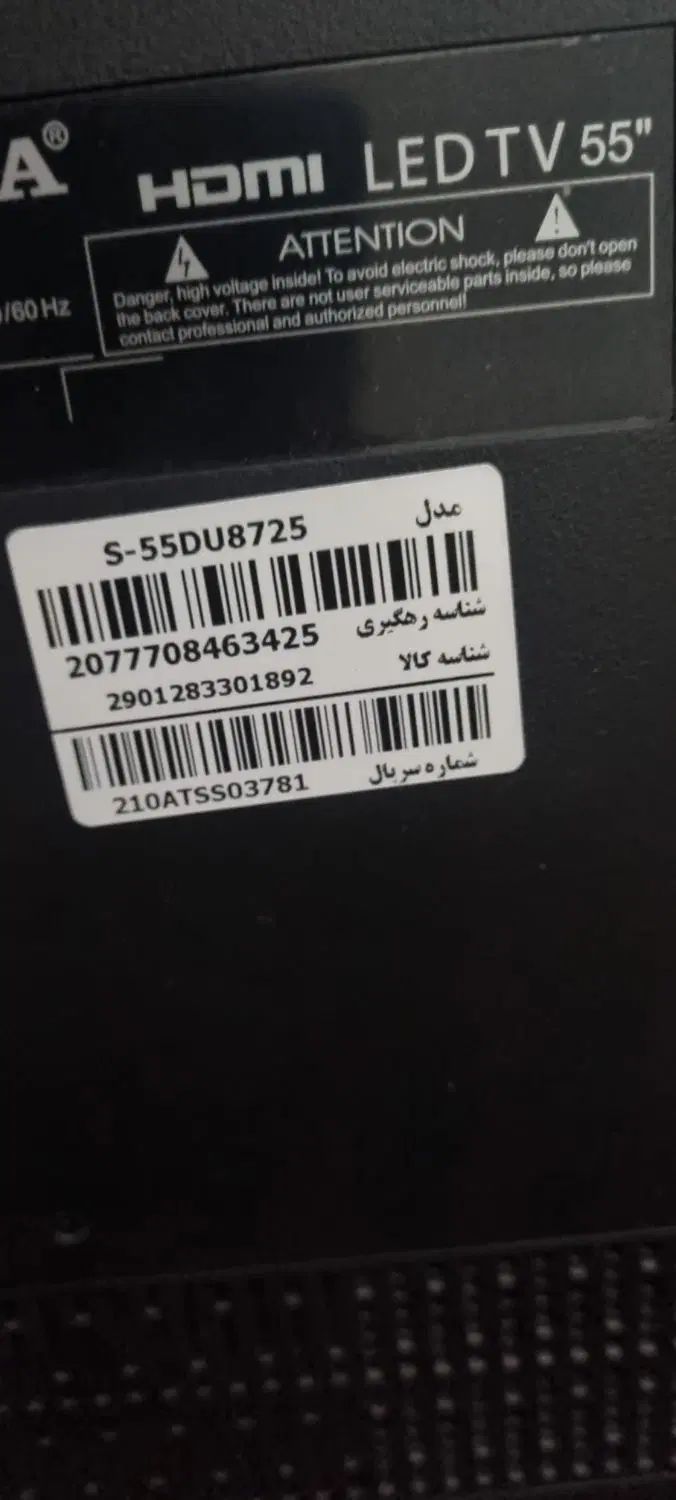 A®
HDMI LED TV 55"
ATTENTION
Danger, high voltage inside! To avoid electric shock, please don't open
the back cover. There are not user serviceable parts inside, so please
contact professional and authorized personnel!
/60 Hz
S-55DU8725 مدل
2077708463425 شناسه رهگیری
2901283301892 شناسه کالا
210ATSS03781 شماره سریال